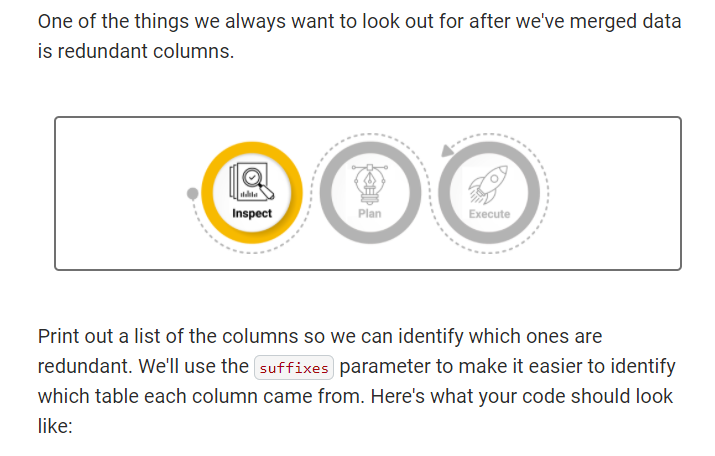 One of the things we always want to look out for after we've merged data
is redundant columns.
Inspect
Plan
Execute
Print out a list of the columns so we can identify which ones are
redundant. We'll use the suffixes parameter to make it easier to identify
which table each column came from. Here's what your code should look
like: